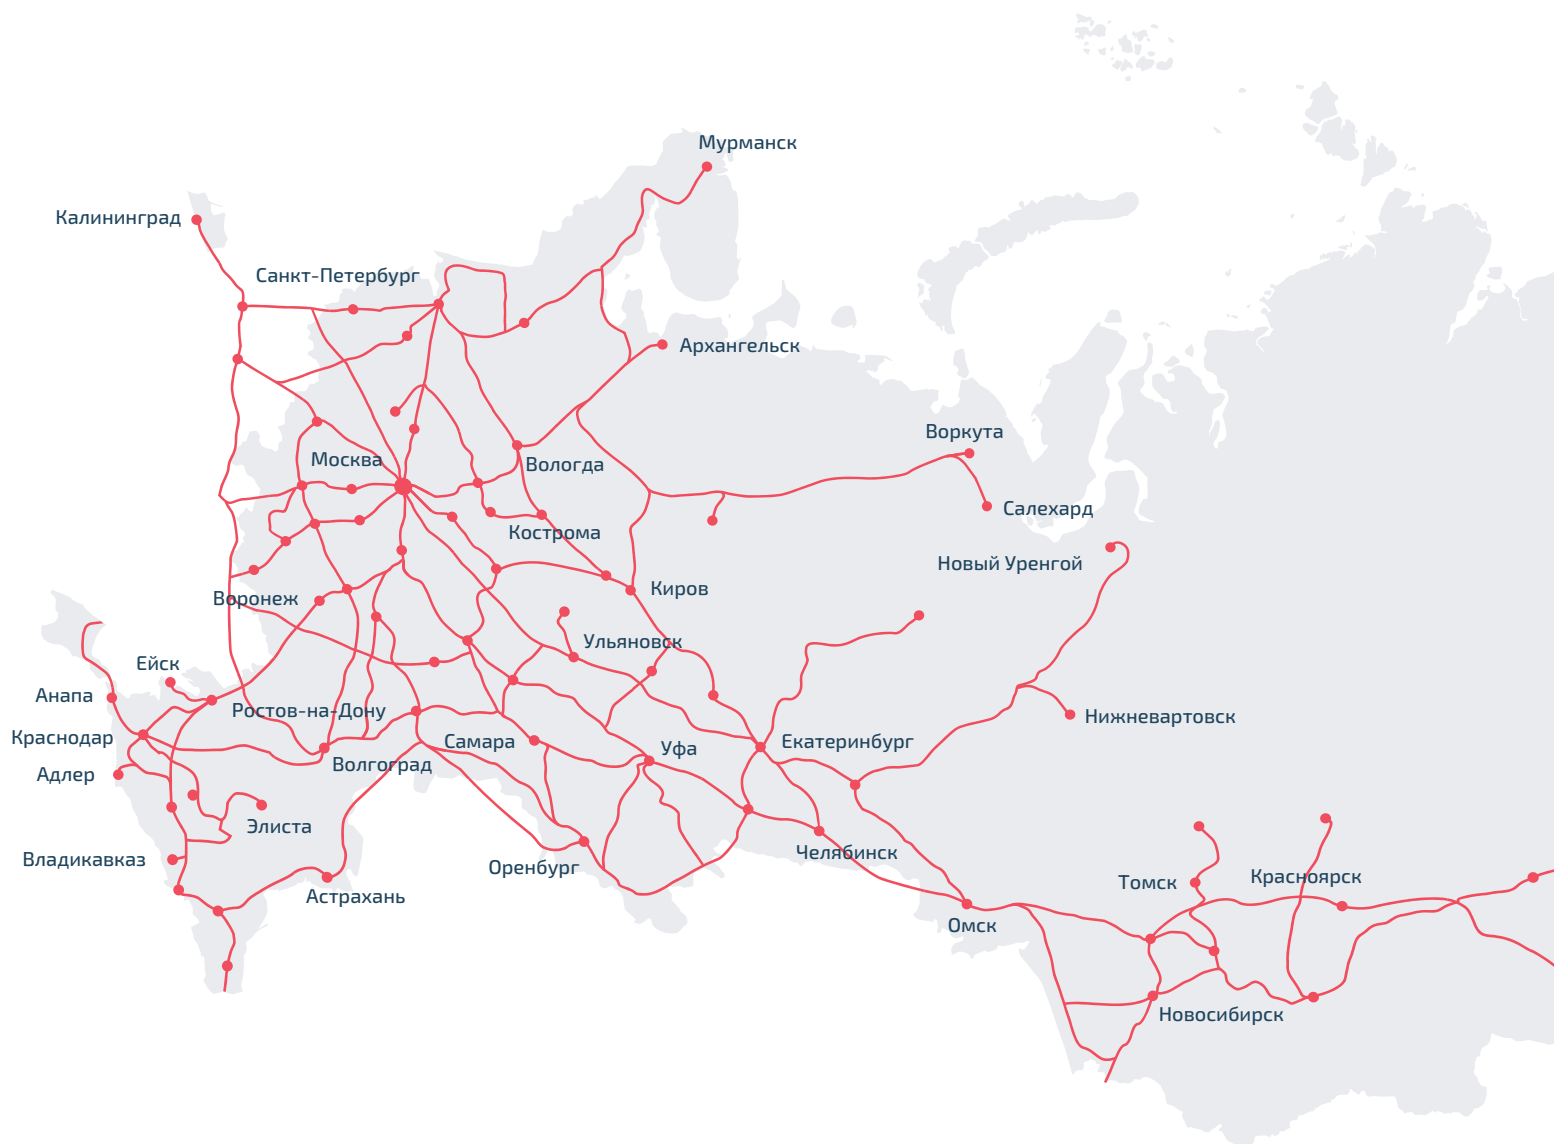 Мурманск
Калининград
Санкт-Петербург
Архангельск
Воркута
Москва
Вологда
Салехард
Кострома
Новый Уренгой
Киров
Воронеж
Ульяновск
Ейск
Анапа
Ростов-на-Дону
Нижневартовск
Краснодар
Самара
Уфа
Екатеринбург
Волгоград
Адлер
Элиста
Челябинск
Владикавказ
Оренбург
Красноярск
Томск
Астрахань
Омск
Новосибирск